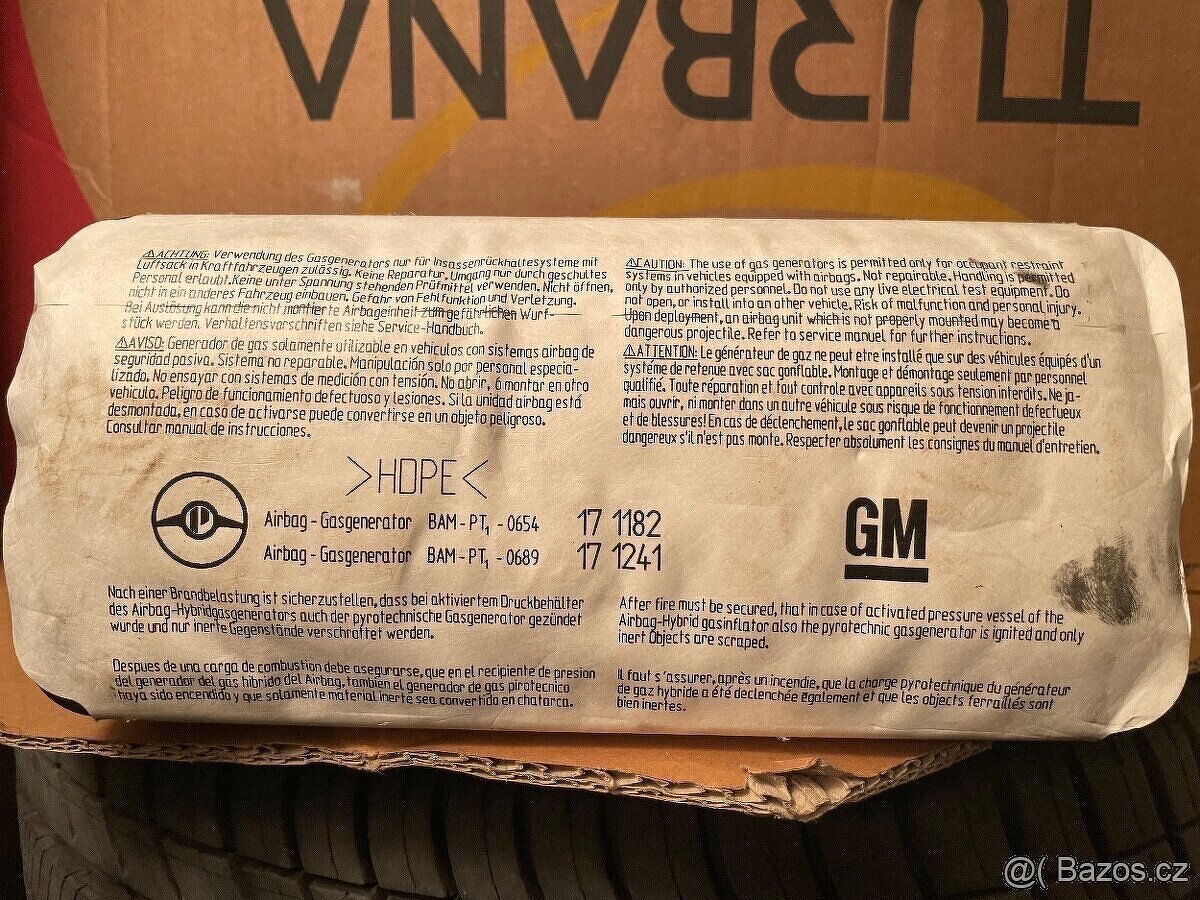 TURBANA
⚠ACHTUNG: Verwendung des Gasgenerators nur für Insassenrückhaltesysteme mit
Luftsack in Kraftfahrzeugen zulässig. Keine Reparatur, Umgang nur durch geschultes
Personal erlaubt. Keine unter Spannung stehenden Prüfmittel verwenden. Nicht öffnen,
nicht in ein anderes Fahrzeug einbauen. Gefahr von Fehlfunktion und Verletzung.
Bei Auslösung kann die nicht montierte Airbageinheit zum gefährlichen Wurf-
stück werden. Verhaltensvorschriften siehe Service-Handbuch.
⚠AVISO: Generador de gas solamente utilizable en vehiculos con sistemas airbag de
seguridad pasiva. Sistema no reparable. Manipulación solo por personal especia-
lizado. No ensayar con sistemas de medición con tensión. No abrir, ó montar en otro
vehiculo. Peligro de funcionamiento defectuoso y lesiones. Si la unidad airbag está
desmontada, en caso de activarse puede convertirse en un objeto peligroso.
Consultar manual de instrucciones.
⚠CAUTION: The use of gas generators is permitted only for occupant restraint
systems in vehicles equipped with airbags. Not repairable. Handling is permitted
only by authorized personnel. Do not use any live electrical test equipment. Do
not open, or install into an other vehicle. Risk of malfunction and personal injury.
Upon deployment, an airbag unit which is not properly mounted may become a
dangerous projectile. Refer to service manual for further instructions.
⚠ATTENTION: Le générateur de gaz ne peut etre installé que sur des véhicules équipés d'un
système de retenue avec sac gonflable. Montage et démontage seulement par personnel
qualifié. Toute réparation et tout controle avec appareils sous tension interdits. Ne ja-
mais ouvrir, ni monter dans un autre véhicule sous risque de fonctionnement defectueux
et de blessures! En cas de déclenchement, le sac gonflable peut devenir un projectile
dangereux s'il n'est pas monte. Respecter absolument les consignes du manuel d'entretien.
>HDPE<
Airbag - Gasgenerator BAM - PT₁ - 0654 17 1182
Airbag - Gasgenerator BAM - PT₁ - 0689 17 1241
GM
Nach einer Brandbelastung ist sicherzustellen, dass bei aktiviertem Druckbehälter
des Airbag-Hybridgasgenerators auch der pyrotechnische Gasgenerator gezündet
wurde und nur inerte Gegenstände verschrottet werden.
After fire must be secured, that in case of activated pressure vessel of the
Airbag-Hybrid gasinflator also the pyrotechnic gasgenerator is ignited and only
inert Objects are scraped.
Despues de una carga de combustion debe asegurarse, que en el recipiente de presion
del generador del gas hibrido del Airbag, tambien el generador de gas pirotecnico
haya sido encendido y que solamente material inerte sea convertida en chatarca.
Il faut s'assurer, après un incendie, que la charge pyrotechnique du générateur
de gaz hybride a été declenchée également et que les objects ferraillés sont
bien inertes.
@( Bazos.cz